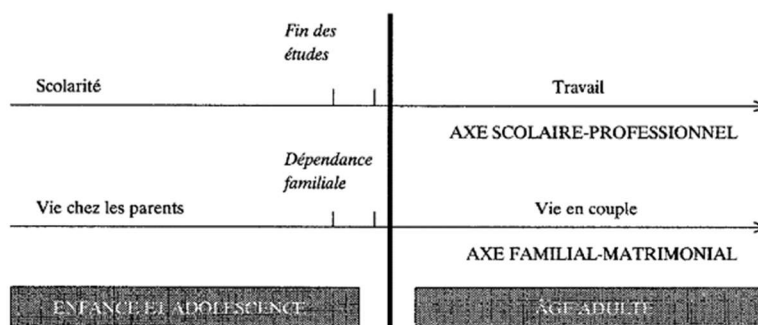 Fin des
études
Scolarité
Travail
AXE SCOLAIRE-PROFESSIONNEL
Dépendance
familiale
Vie chez les parents
Vie en couple
AXE FAMILIAL-MATRIMONIAL
ENFANCE ET ADOLESCENCE
ÂGE ADULTE